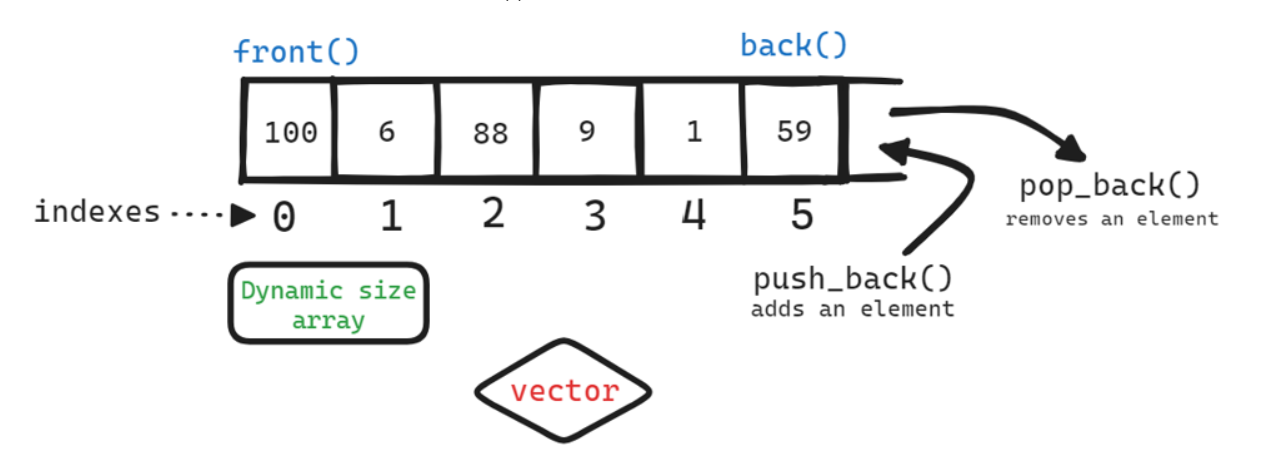 front()
back()
100 6 88 9 1 59
indexes 0 1 2 3 4 5
pop_back()
removes an element
push_back()
adds an element
Dynamic size
array
vector